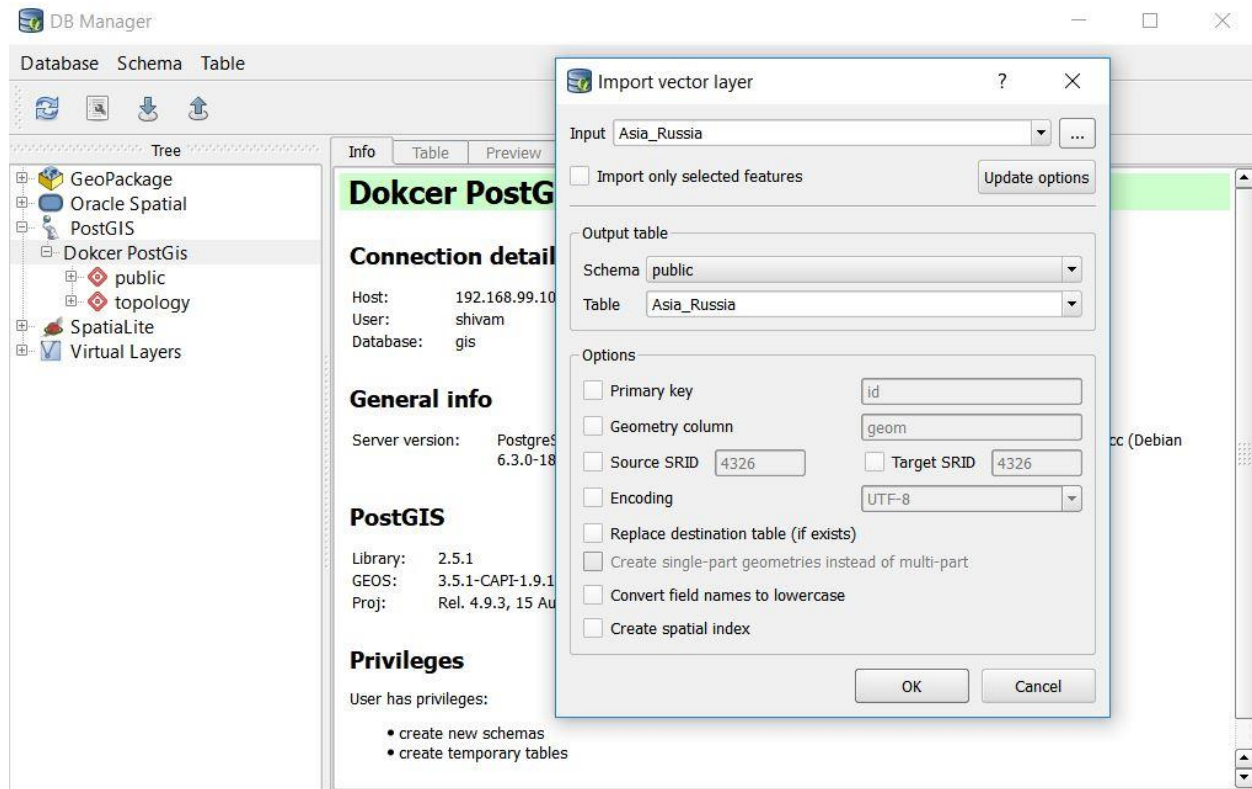 DB Manager
Database Schema Table
Tree
GeoPackage
Oracle Spatial
PostGIS
Dokcer PostGis
public
topology
SpatiaLite
Virtual Layers
Info Table Preview
Dokcer PostG
Connection detail
Host: 192.168.99.10
User: shivam
Database: gis
General info
Server version: PostgreS cc (Debian
6.3.0-18
PostGIS
Library: 2.5.1
GEOS: 3.5.1-CAPI-1.9.1
Proj: Rel. 4.9.3, 15 Au
Privileges
User has privileges:
• create new schemas
• create temporary tables
Import vector layer ?
Input Asia_Russia ...
Import only selected features Update options
Output table
Schema public
Table Asia_Russia
Options
Primary key id
Geometry column geom
Source SRID 4326 Target SRID 4326
Encoding UTF-8
Replace destination table (if exists)
Create single-part geometries instead of multi-part
Convert field names to lowercase
Create spatial index
OK Cancel